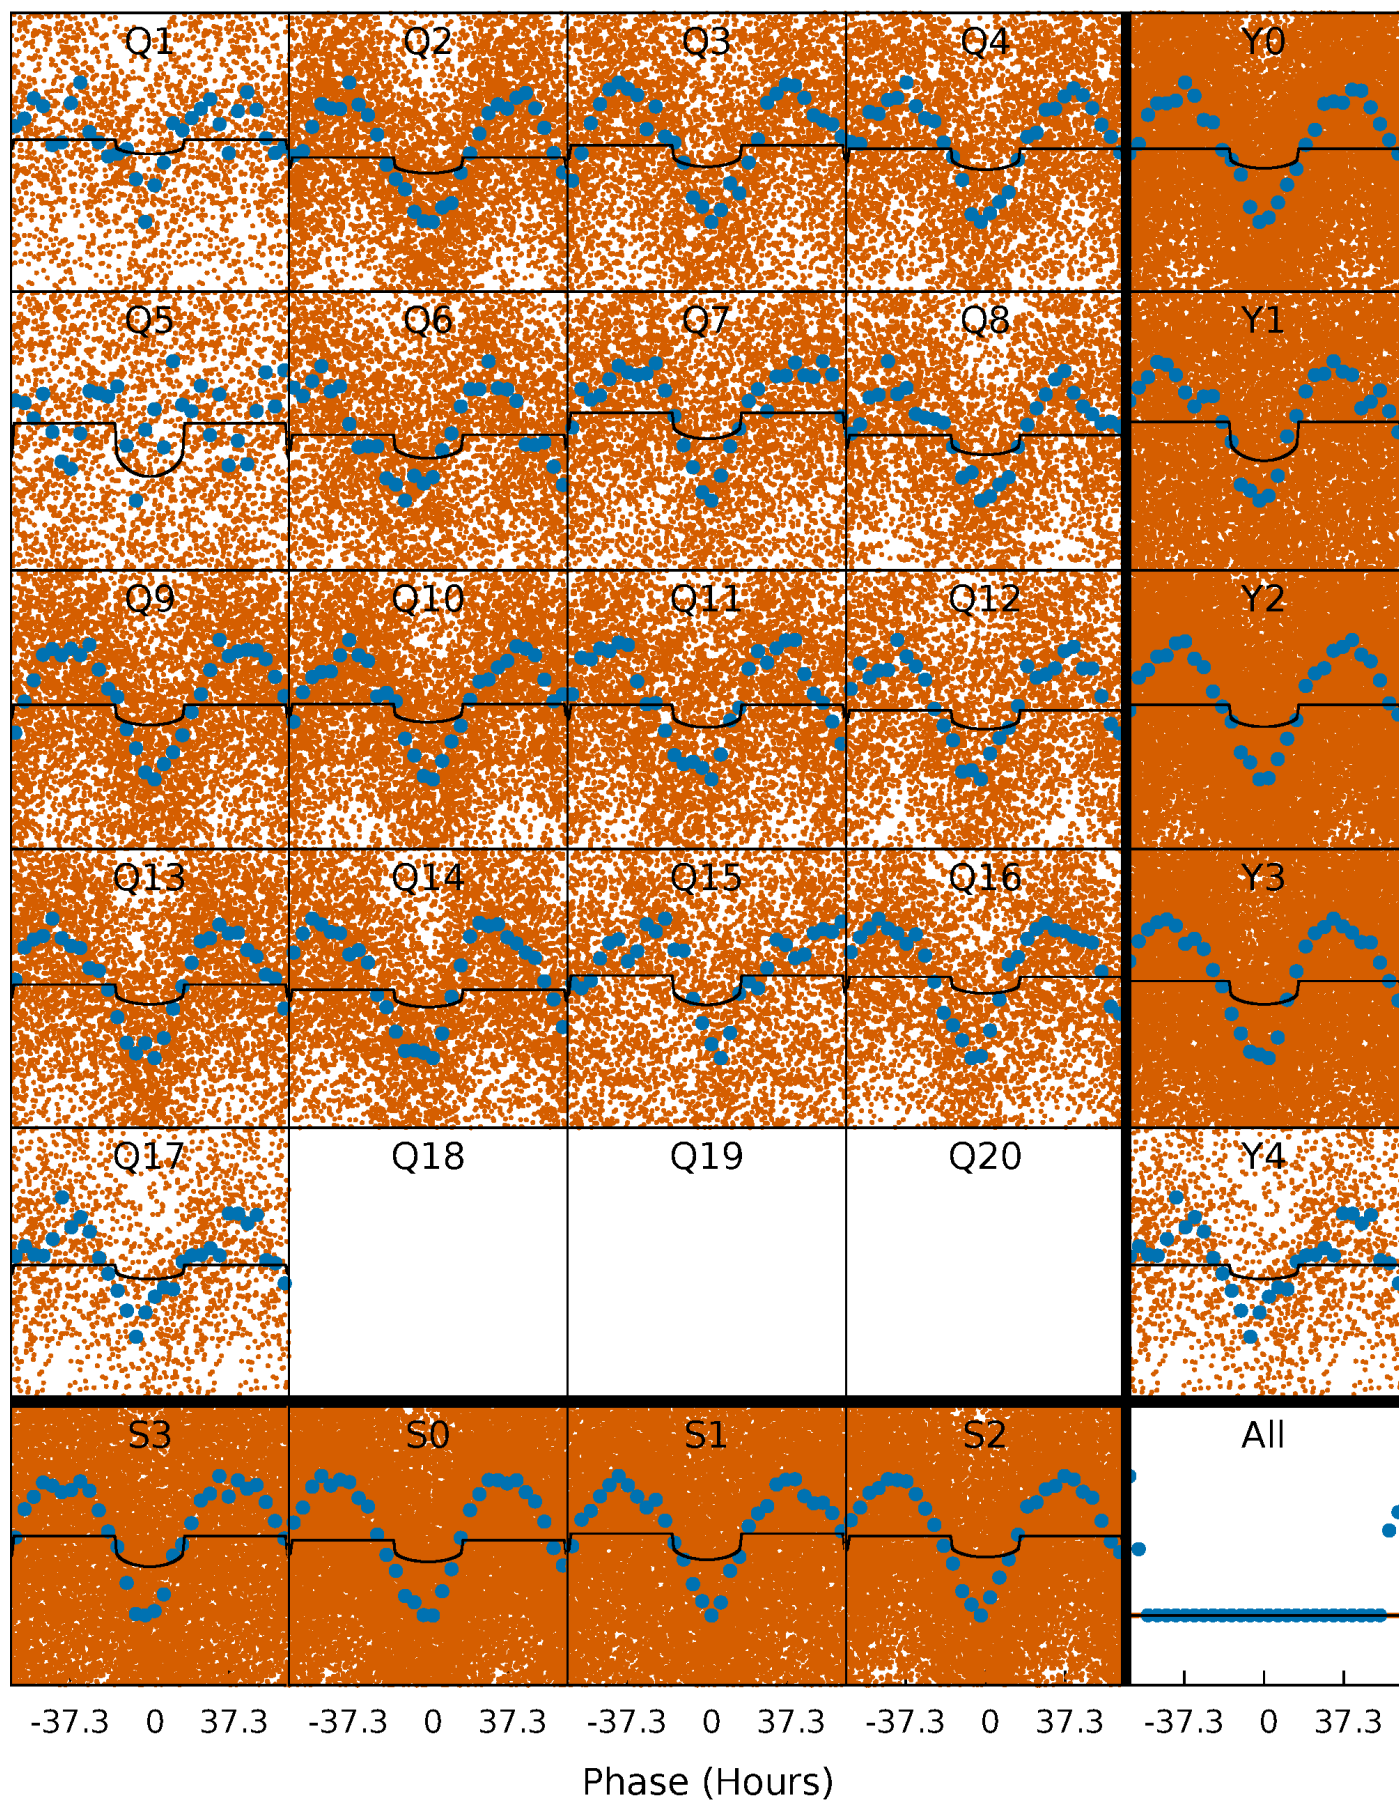 Q1 Q2 Q3 Q4 Y0
Q5 Q6 Q7 Q8 Y1
Q9 Q10 Q11 Q12 Y2
Q13 Q14 Q15 Q16 Y3
Q17 Q18 Q19 Q20 Y4
S3 S0 S1 S2 All
-37.3 0 37.3 -37.3 0 37.3 -37.3 0 37.3 -37.3 0 37.3 -37.3 0 37.3
Phase (Hours)